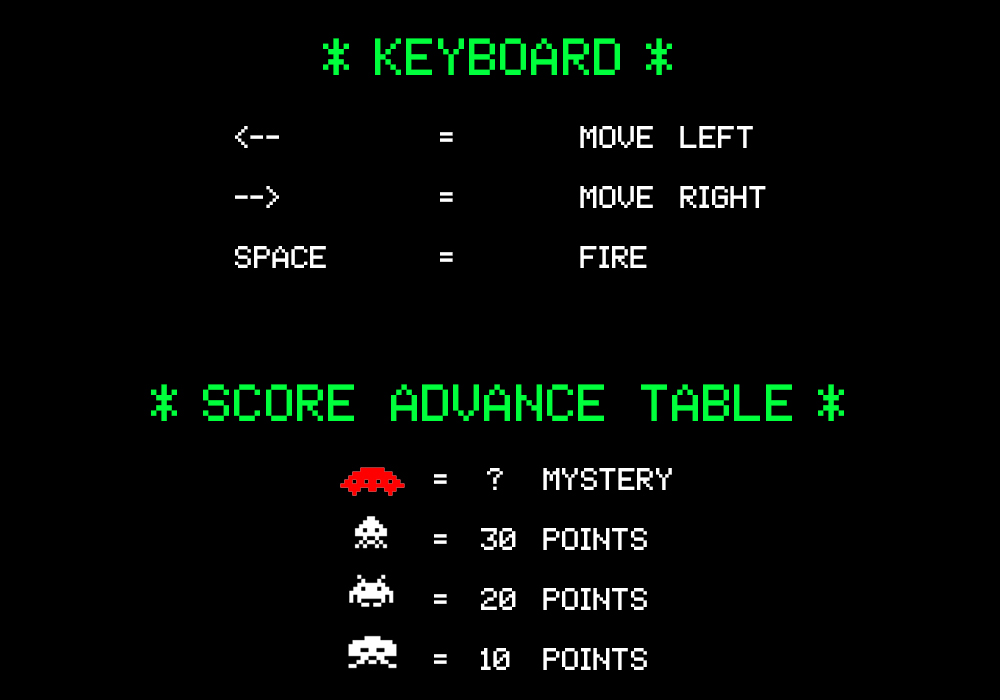 * KEYBOARD *
<-- = MOVE LEFT
--> = MOVE RIGHT
SPACE = FIRE
* SCORE ADVANCE TABLE *
= ? MYSTERY
= 30 POINTS
= 20 POINTS
= 10 POINTS